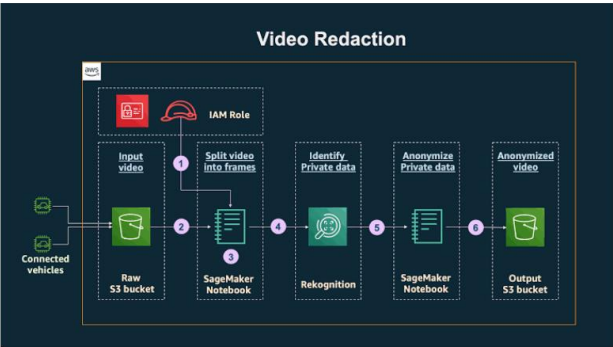 Video Redaction
aws
IAM Role
1
Input
video
Split video
into frames
Identify
Private data
Anonymize
Private data
Anonymized
video
2
3
4
5
6
Connected
vehicles
Raw
S3 bucket
SageMaker
Notebook
Rekognition
SageMaker
Notebook
Output
S3 bucket